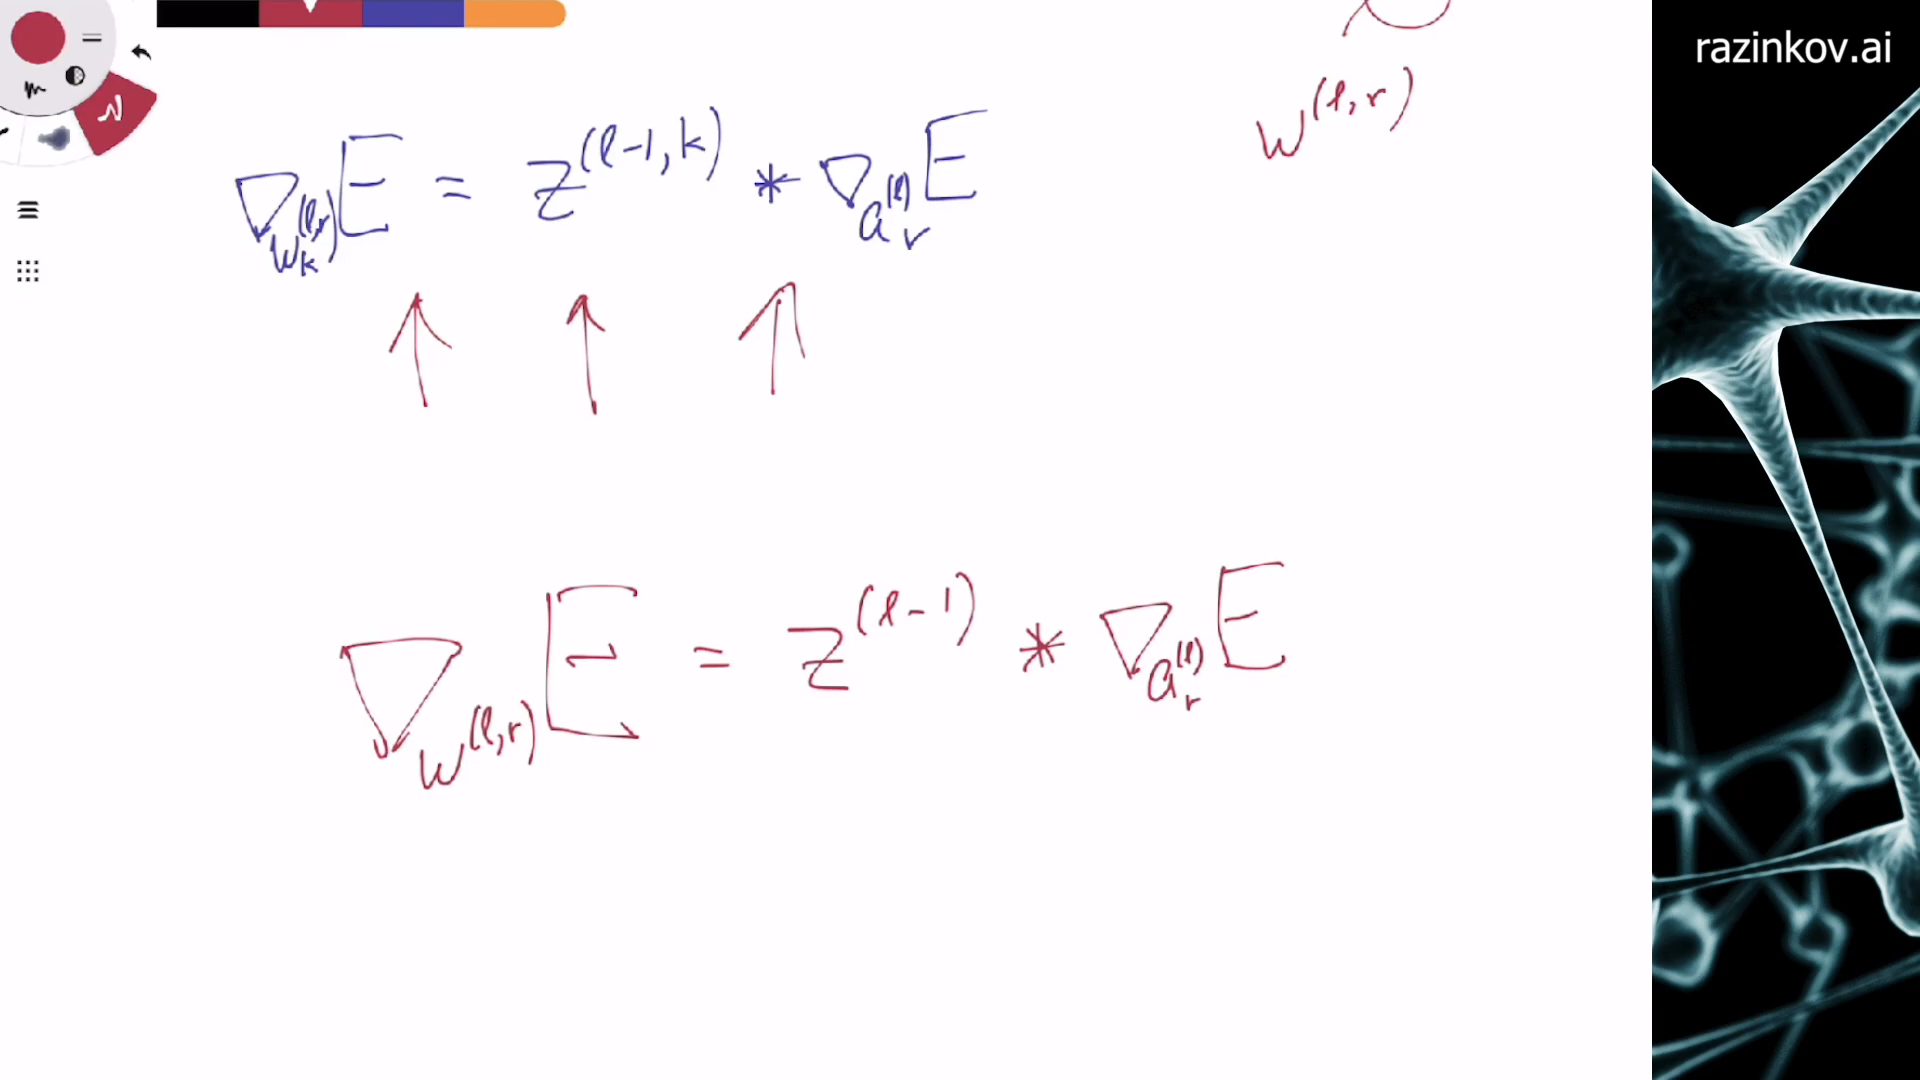 razinkov.ai
w^(l,r)
∇_{w_k^(l,r)} E = z^(l-1,k) * ∇_{a_r^(l)} E
∇_{w^(l,r)} E = z^(l-1) * ∇_{a_r^(l)} E